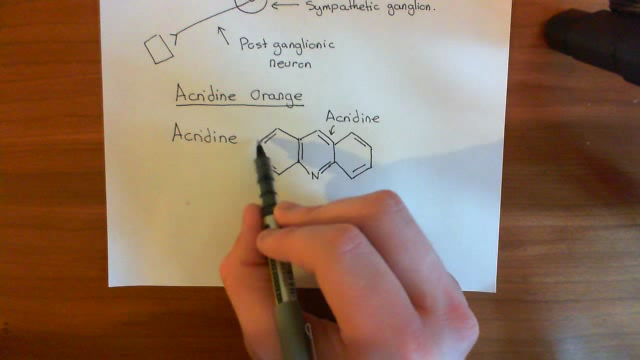 Sympathetic ganglion.
Post ganglionic
neuron
Acridine Orange
Acridine
Acridine
N